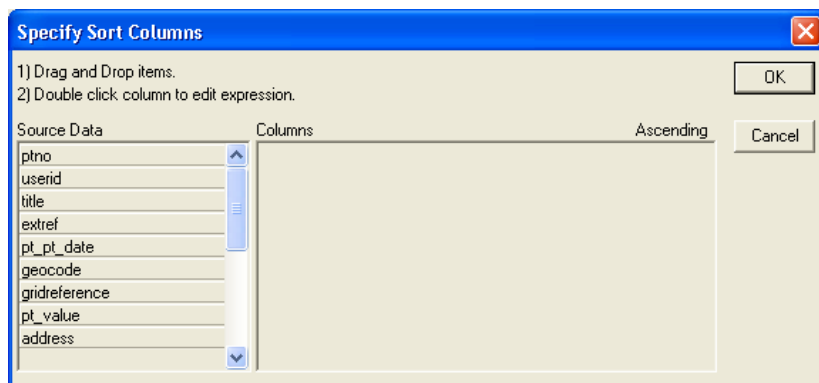 Specify Sort Columns
1) Drag and Drop items.
2) Double click column to edit expression.
OK
Source Data Columns Ascending
Cancel
ptno
userid
title
extref
pt_pt_date
geocode
gridreference
pt_value
address